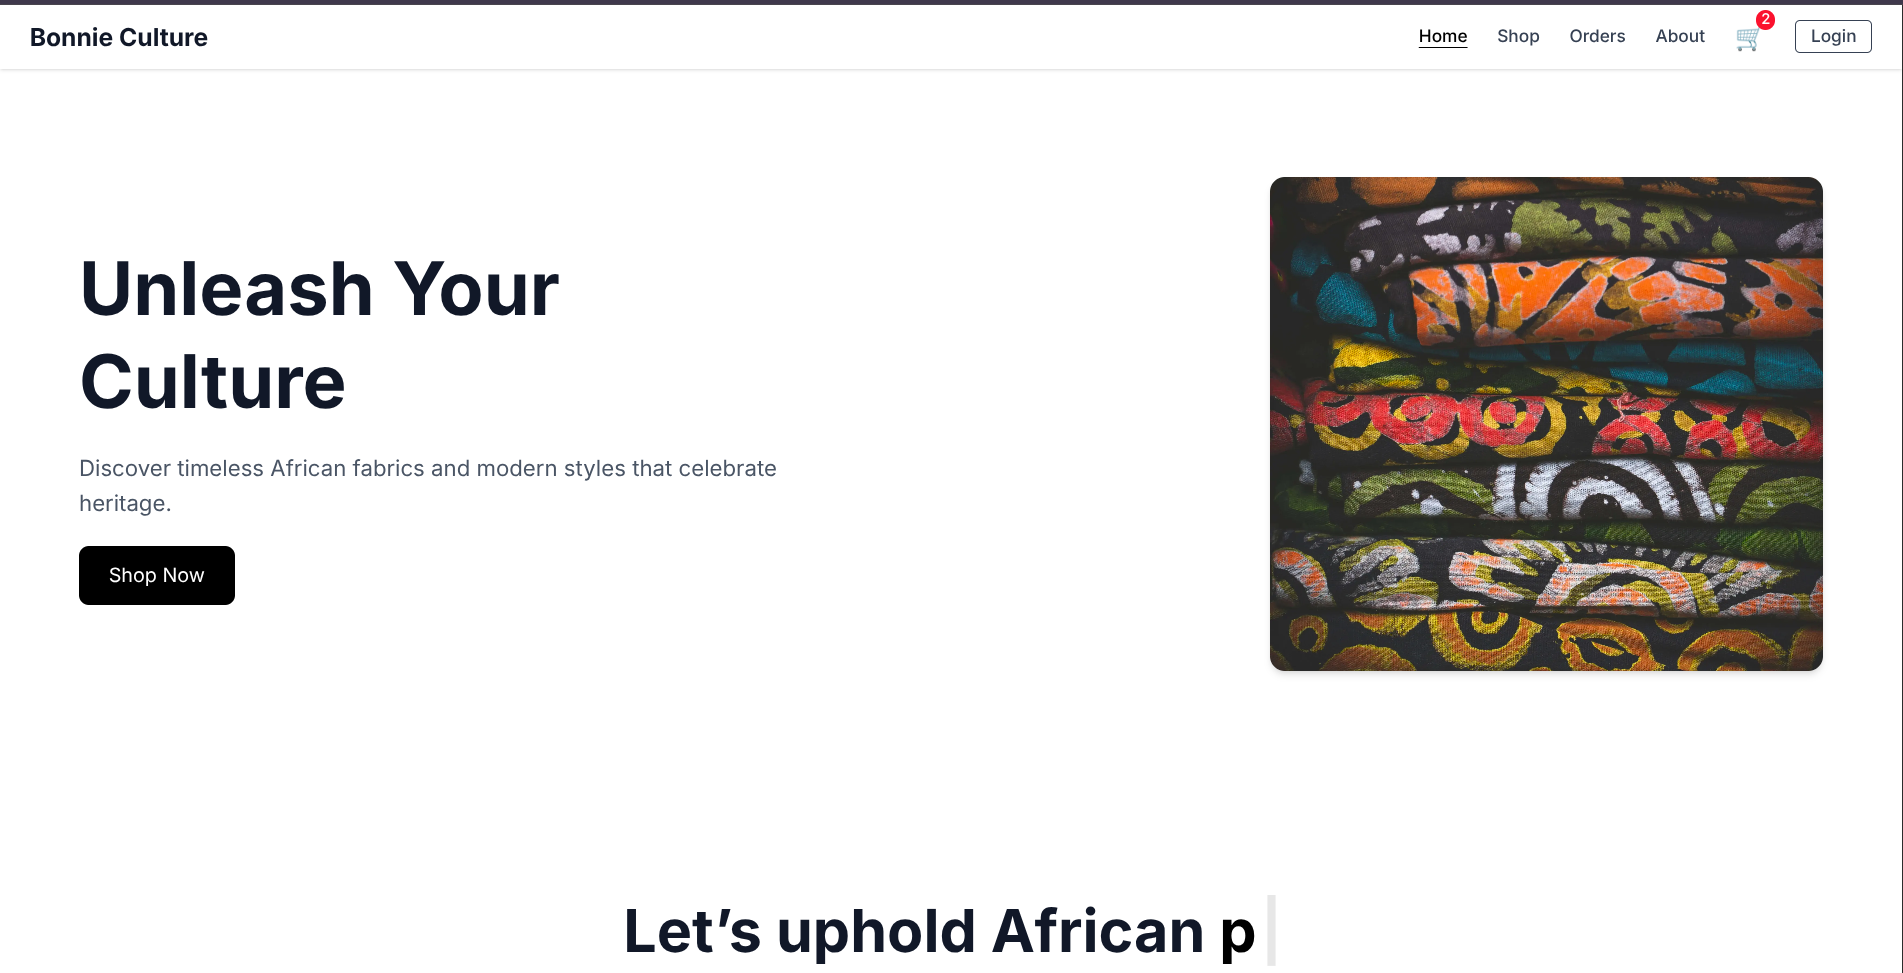 Bonnie Culture
Home Shop Orders About 2 Login
Unleash Your
Culture
Discover timeless African fabrics and modern styles that celebrate
heritage.
Shop Now
Let’s uphold African p